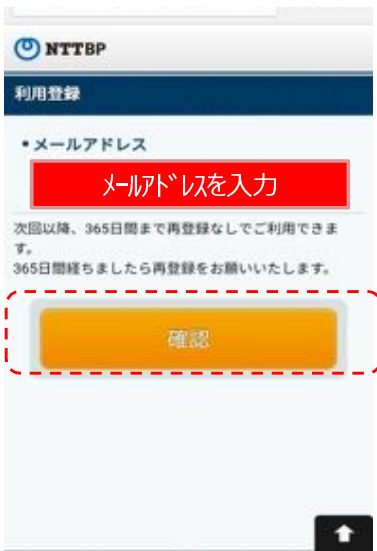 NTTBP
利用登録
•メールアドレス
メールアドレスを入力
次回以降、365日間まで再登録なしでご利用できま
す。
365日間経ちましたら再登録をお願いいたします。
確認